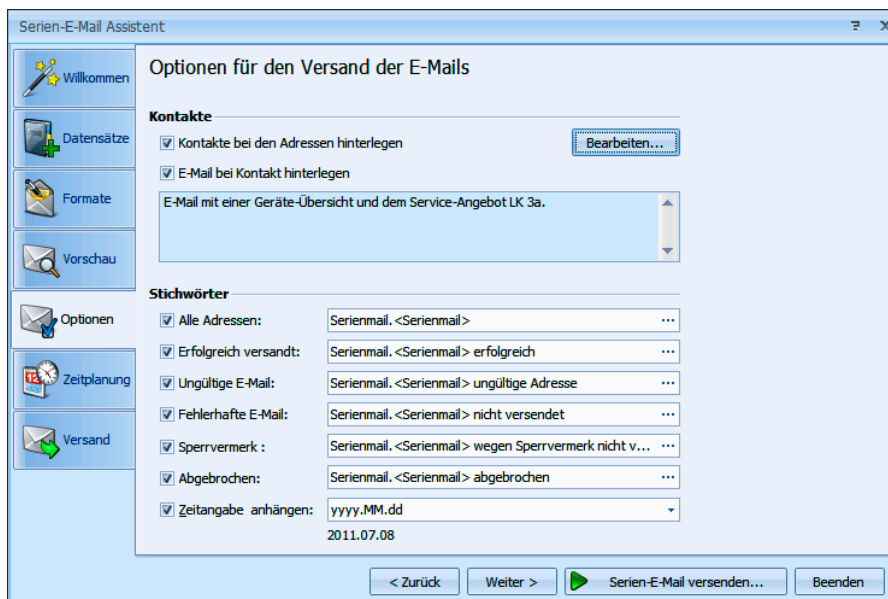 Serien-E-Mail Assistent
? X
Willkommen
Datensätze
Formate
Vorschau
Optionen
Zeitplanung
Versand
Optionen für den Versand der E-Mails
Kontakte
Kontakte bei den Adressen hinterlegen
Bearbeiten...
E-Mail bei Kontakt hinterlegen
E-Mail mit einer Geräte-Übersicht und dem Service-Angebot LK 3a.
Stichwörter
Alle Adressen: Serienmail.<Serienmail> ...
Erfolgreich versandt: Serienmail.<Serienmail> erfolgreich ...
Ungültige E-Mail: Serienmail.<Serienmail> ungültige Adresse ...
Fehlerhafte E-Mail: Serienmail.<Serienmail> nicht versendet ...
Sperrvermerk : Serienmail.<Serienmail> wegen Sperrvermerk nicht v... ...
Abgebrochen: Serienmail.<Serienmail> abgebrochen ...
Zeitangabe anhängen: yyyy.MM.dd
2011.07.08
< Zurück Weiter > Serien-E-Mail versenden... Beenden